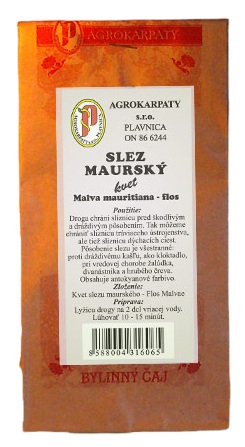 AGROKARPATY
AGROKARPATY
s.r.o.
PLAVNICA
ON 86 6244
SLEZ
MAURSKÝ
kvet
Malva mauritiana - flos
Použitie:
Droga chráni sliznicu pred škodlivým
a dráždivým pôsobením. Tak môžeme
chrániť sliznicu tráviaceho ústrojenstva,
ale tiež sliznicu dýchacích ciest.
Pôsobenie slezu je všestranné:
proti dráždivému kašľu, ako kloktadlo,
pri vredovej chorobe žalúdka,
dvanástnika a hrubého čreva.
Obsahuje antokyanové farbivo.
Zloženie:
Kvet slezu maurského - Flos Malvae
Príprava:
Lyžicu drogy na 2 dcl vriacej vody.
Lúhovať 10 - 15 minút.
8 588004 316065
BYLINNÝ ČAJ